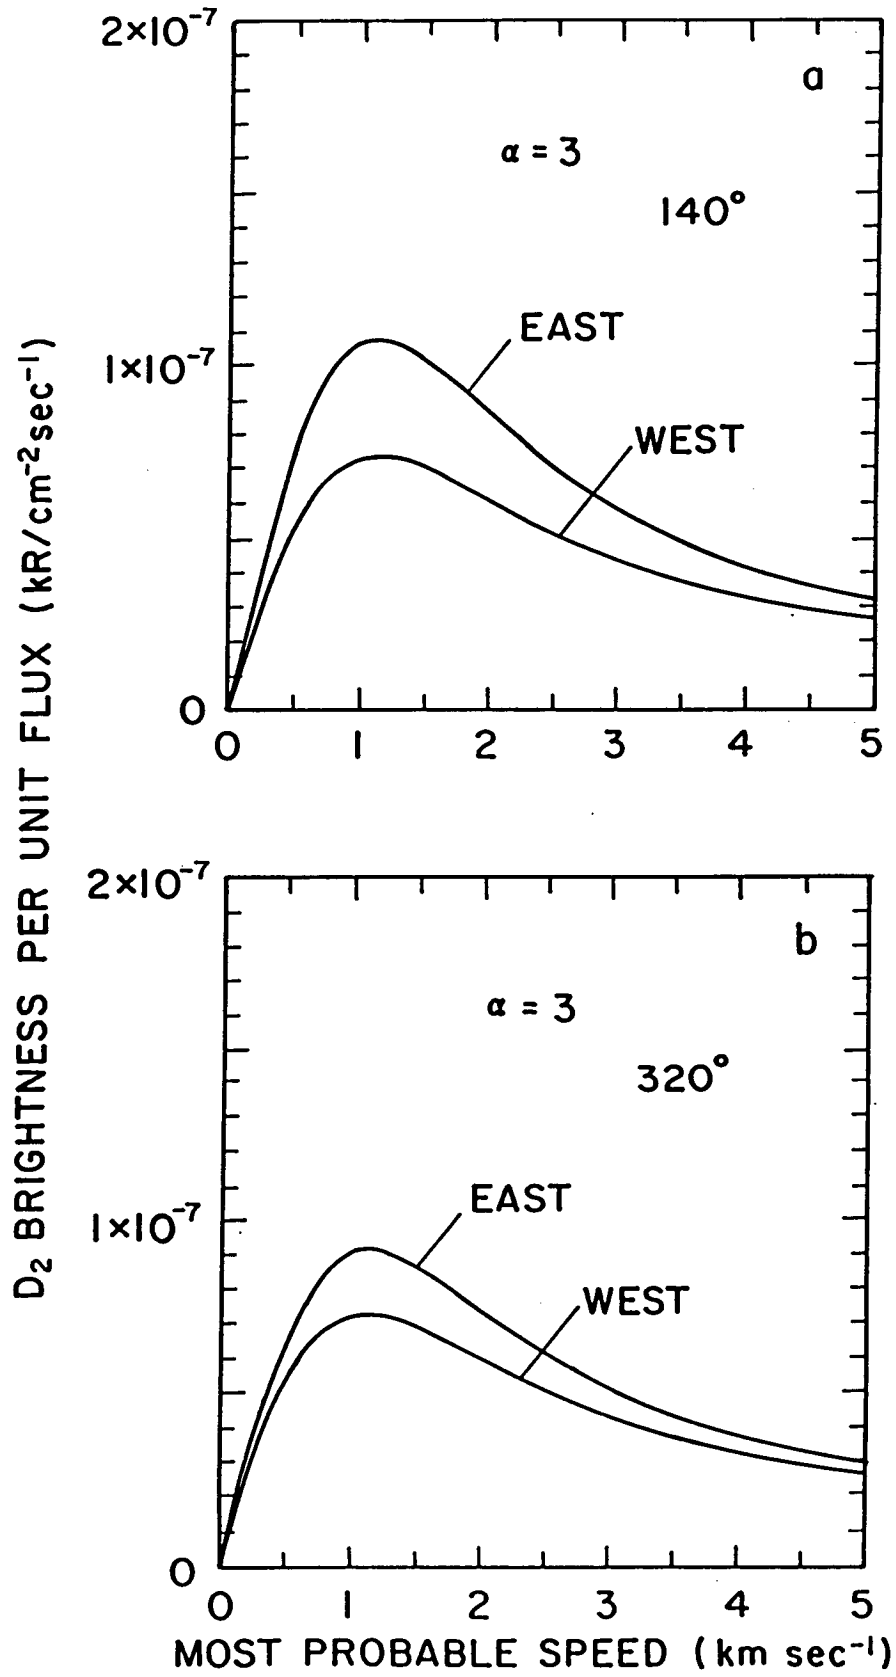 D₂ BRIGHTNESS PER UNIT FLUX (kR/cm⁻²sec⁻¹)
2×10⁻⁷
a
α = 3
140°
EAST
1×10⁻⁷
WEST
0
0 1 2 3 4 5
2×10⁻⁷
b
α = 3
320°
EAST
1×10⁻⁷
WEST
0
0 1 2 3 4 5
MOST PROBABLE SPEED (km sec⁻¹)